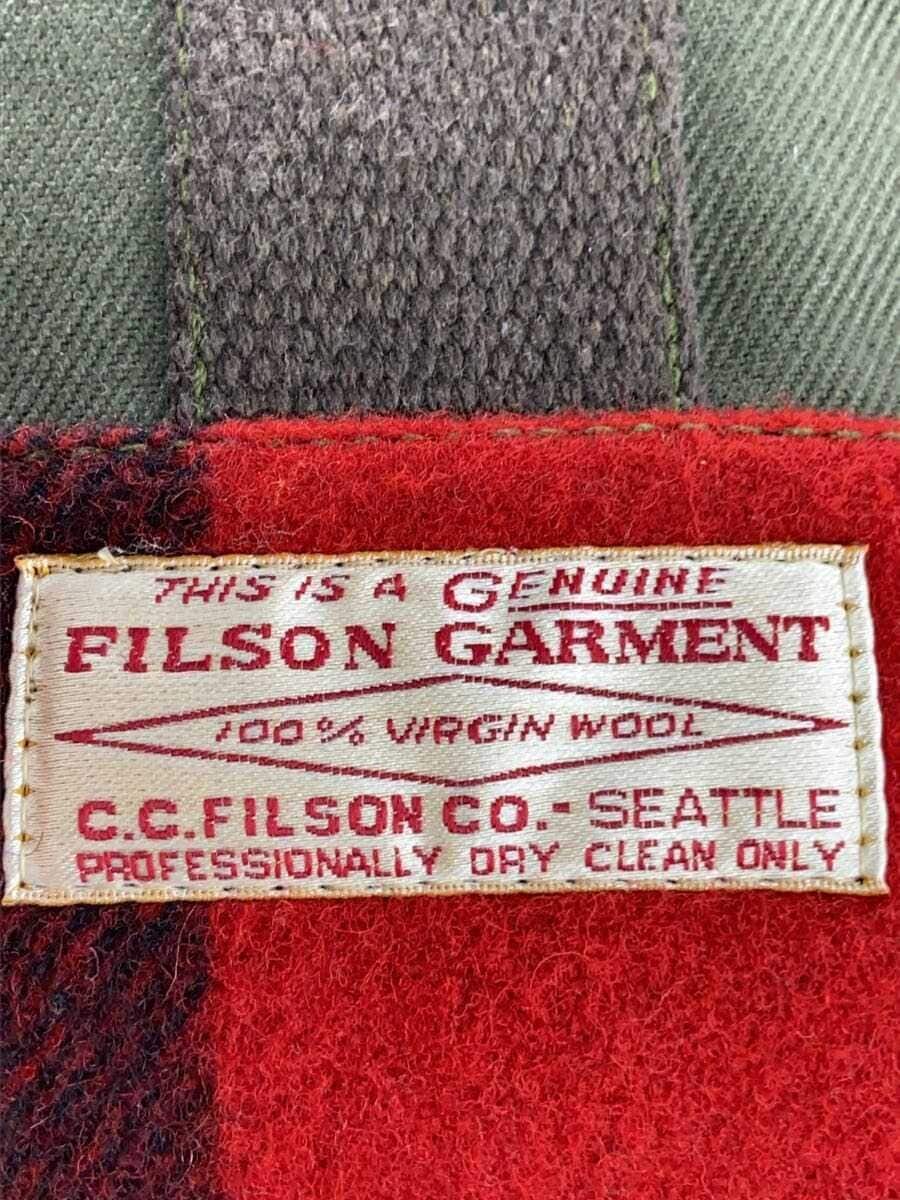 THIS IS A GENUINE
FILSON GARMENT
100% VIRGIN WOOL
C.C.FILSON CO.-SEATTLE
PROFESSIONALLY DRY CLEAN ONLY